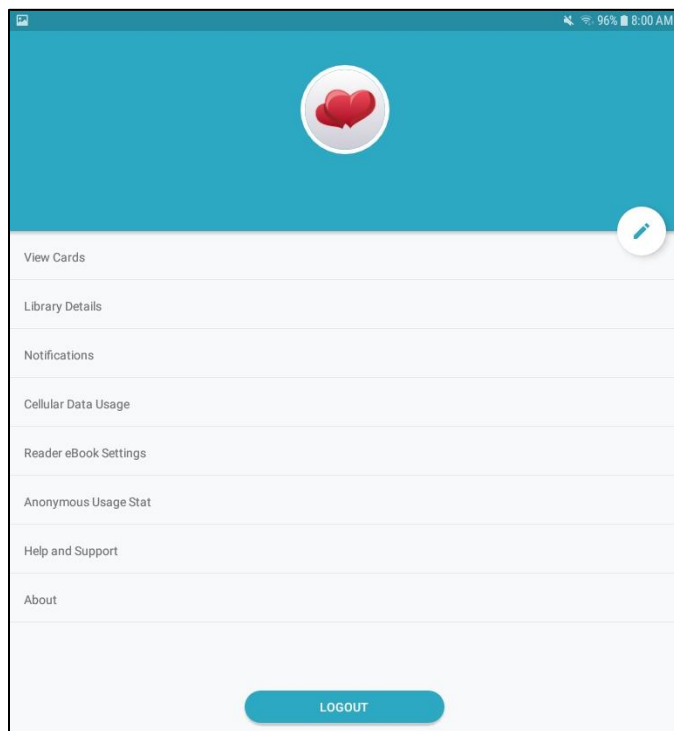 96% 8:00 AM
View Cards
Library Details
Notifications
Cellular Data Usage
Reader eBook Settings
Anonymous Usage Stat
Help and Support
About
LOGOUT